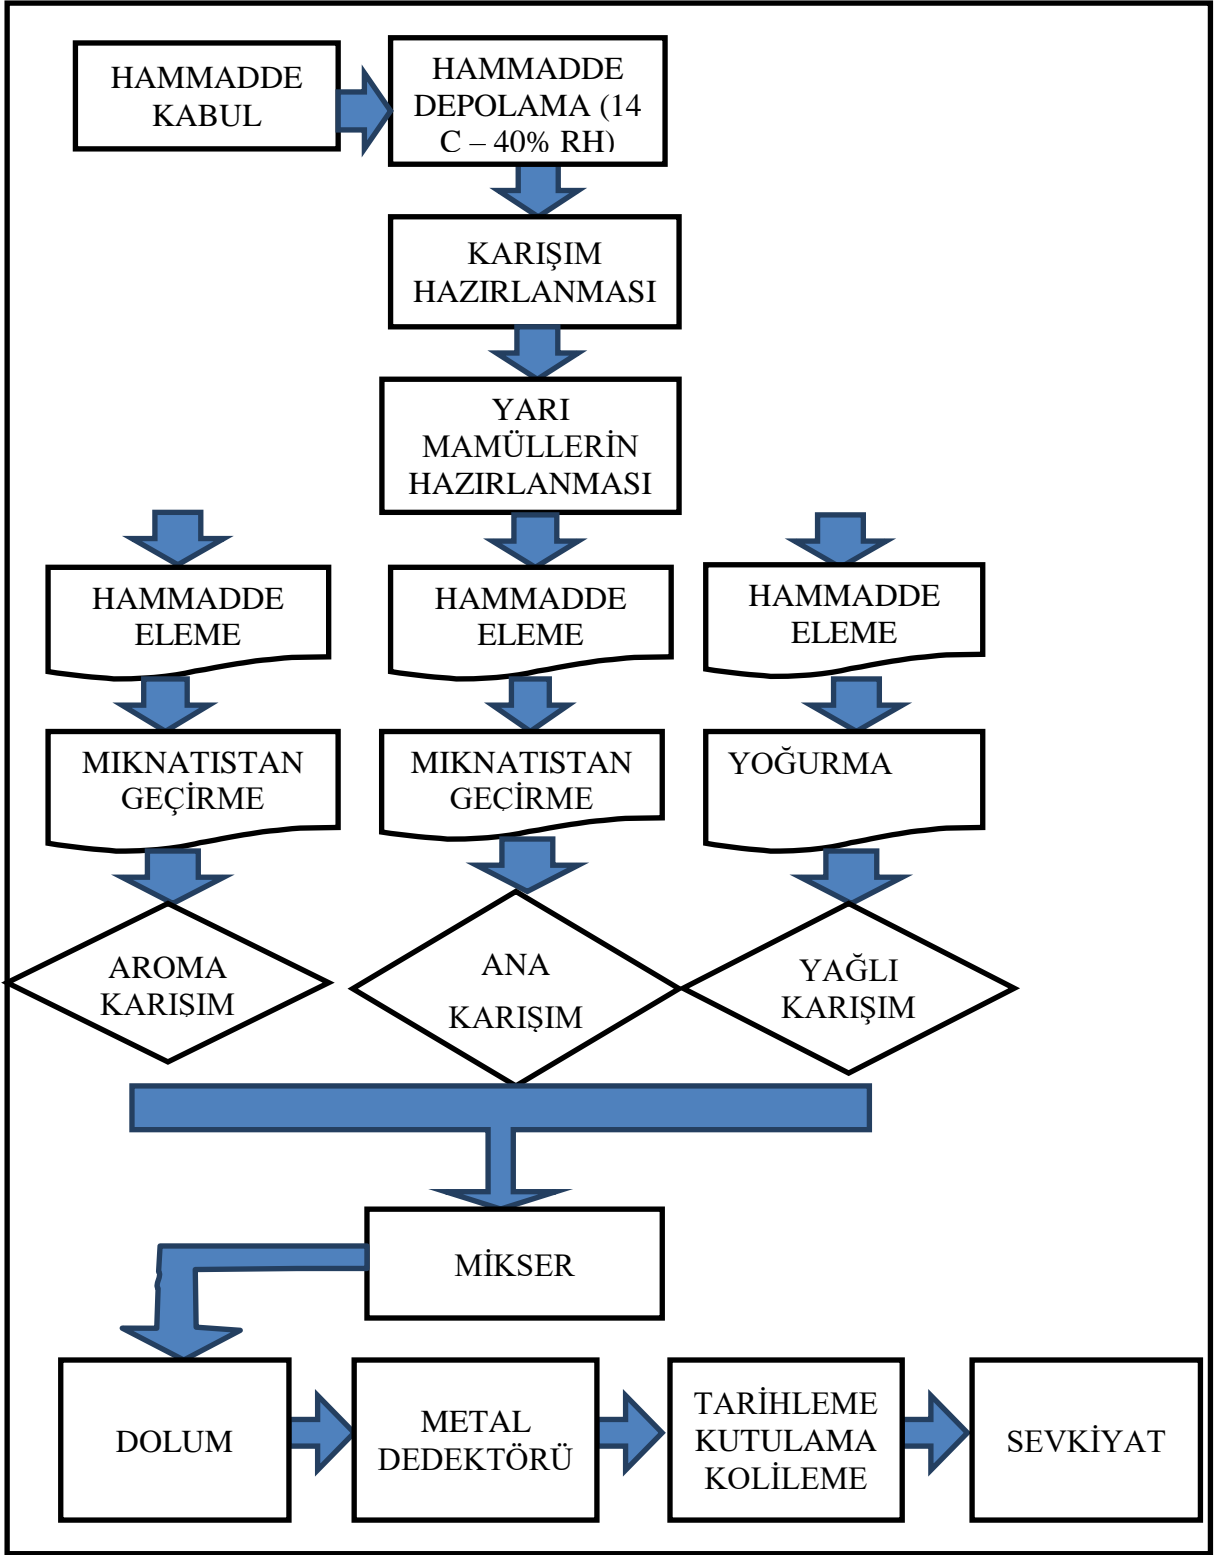 HAMMADDE
KABUL
HAMMADDE
DEPOLAMA (14
C – 40% RH)
KARIŞIM
HAZIRLANMASI
YARI
MAMÜLLERİN
HAZIRLANMASI
HAMMADDE
ELEME
HAMMADDE
ELEME
HAMMADDE
ELEME
MIKNATISTAN
GEÇİRME
MIKNATISTAN
GEÇİRME
YOĞURMA
AROMA
KARIŞIM
ANA
KARIŞIM
YAĞLI
KARIŞIM
MİKSER
DOLUM
METAL
DEDEKTÖRÜ
TARİHLEME
KUTULAMA
KOLİLEME
SEVKİYAT